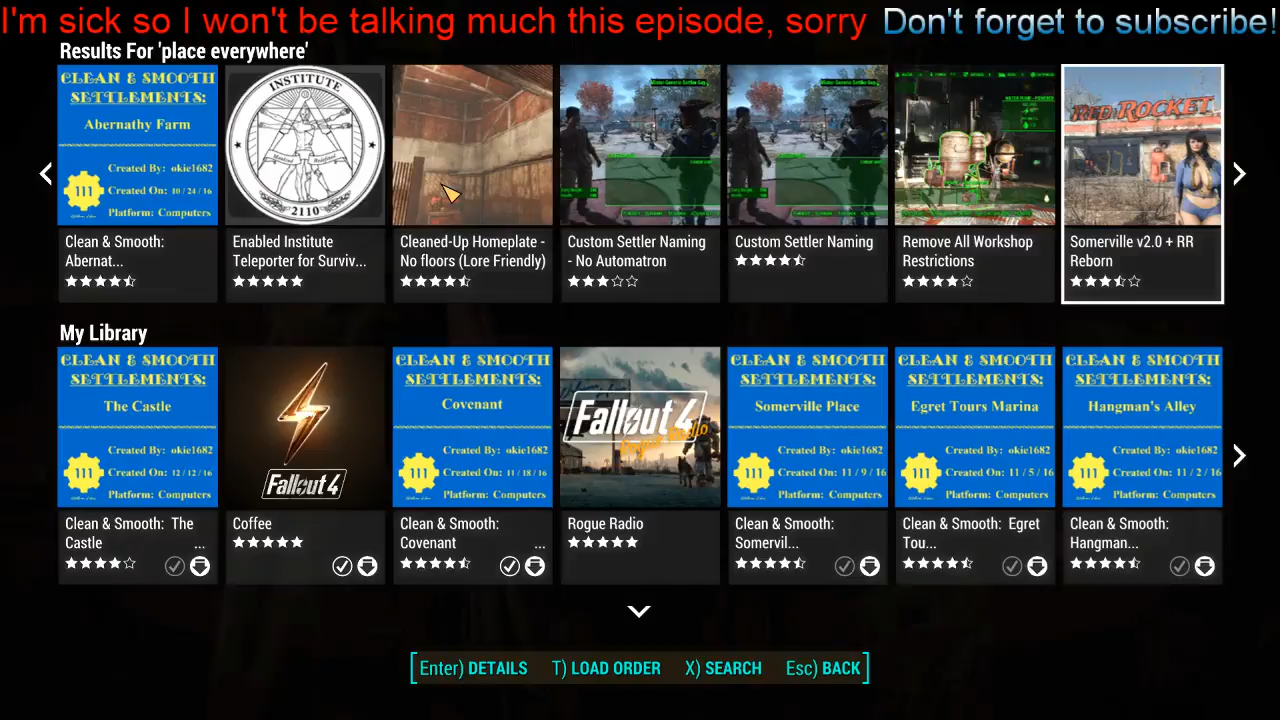 I'm sick so I won't be talking much this episode, sorry Don't forget to subscribe!
Results For 'place everywhere'
CLEAN & SMOOTH
SETTLEMENTS:
Abernathy Farm
Created By: okie1682
Created On: 10 / 24 / 16
Platform: Computers
111
INSTITUTE
2110
RED ROCKET
Clean & Smooth:
Abernat...
Enabled Institute
Teleporter for Surviv...
Cleaned-Up Homeplate -
No floors (Lore Friendly)
Custom Settler Naming
- No Automatron
Custom Settler Naming
Remove All Workshop
Restrictions
Somerville v2.0 + RR
Reborn
My Library
CLEAN & SMOOTH
SETTLEMENTS:
The Castle
Created By: okie1682
Created On: 12 / 12 / 16
Platform: Computers
111
Fallout 4
CLEAN & SMOOTH
SETTLEMENTS:
Covenant
Created By: okie1682
Created On: 11 / 18 / 16
Platform: Computers
111
Fallout 4
Rogue Radio
CLEAN & SMOOTH
SETTLEMENTS:
Somerville Place
Created By: okie1682
Created On: 11 / 9 / 16
Platform: Computers
111
CLEAN & SMOOTH
SETTLEMENTS:
Egret Tours Marina
Created By: okie1682
Created On: 11 / 5 / 16
Platform: Computers
111
CLEAN & SMOOTH
SETTLEMENTS:
Hangman's Alley
Created By: okie1682
Created On: 11 / 2 / 16
Platform: Computers
111
Clean & Smooth: The
Castle ...
Coffee
Clean & Smooth:
Covenant ...
Rogue Radio
Clean & Smooth:
Somervil...
Clean & Smooth: Egret
Tou...
Clean & Smooth:
Hangman...
Enter) DETAILS T) LOAD ORDER X) SEARCH Esc) BACK